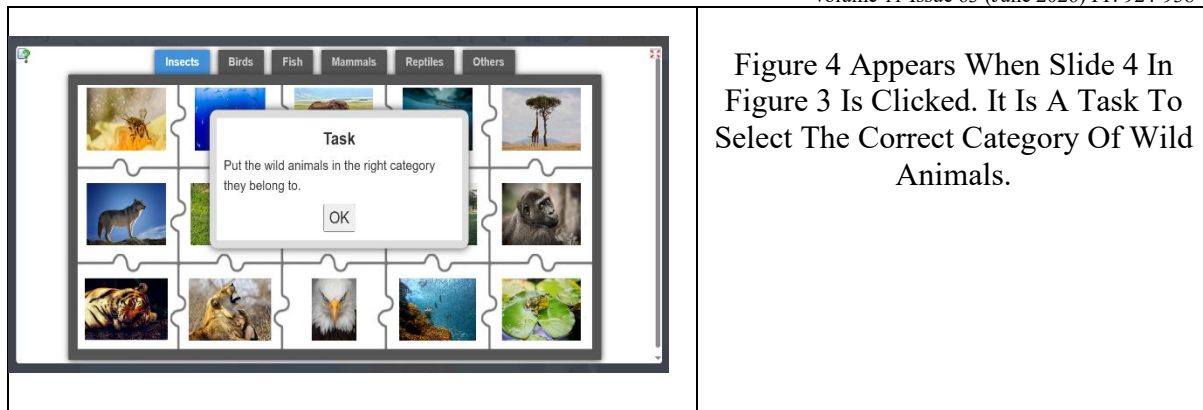 Insects Birds Fish Mammals Reptiles Others
Task
Put the wild animals in the right category
they belong to.
OK
Figure 4 Appears When Slide 4 In
Figure 3 Is Clicked. It Is A Task To
Select The Correct Category Of Wild
Animals.